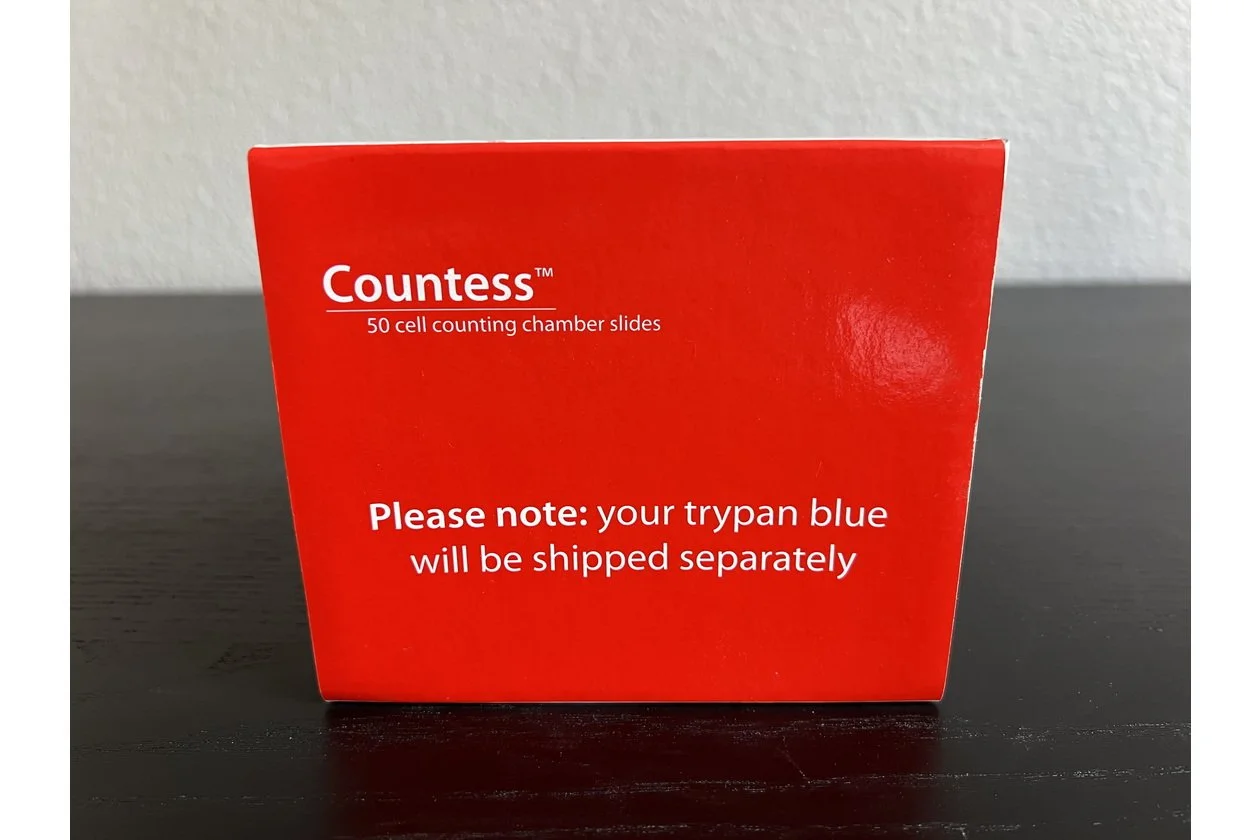 Countess™
50 cell counting chamber slides
Please note: your trypan blue
will be shipped separately